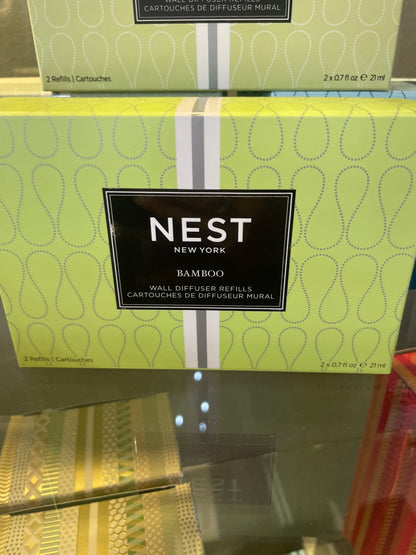 WALL DIFFUSER REFILLS
CARTOUCHES DE DIFFUSEUR MURAL
2 Refills | Cartouches
2 x 0.7 fl oz ℮ 21 ml
NEST
NEW YORK
BAMBOO
WALL DIFFUSER REFILLS
CARTOUCHES DE DIFFUSEUR MURAL
2 Refills | Cartouches
2 x 0.7 fl oz ℮ 21 ml
NEST